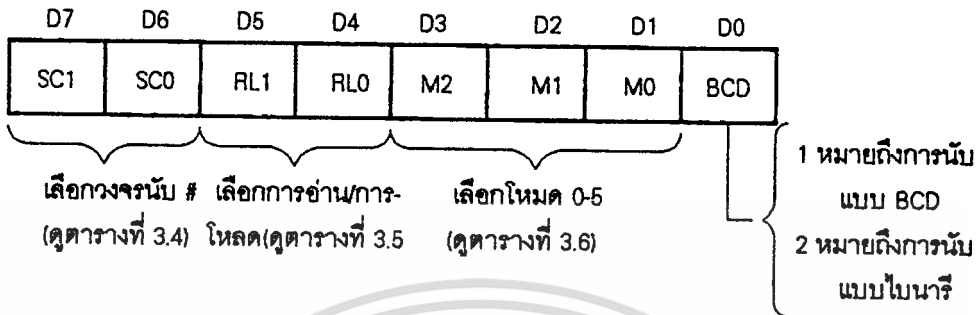 D7 D6 D5 D4 D3 D2 D1 D0
SC1 SC0 RL1 RL0 M2 M1 M0 BCD
เลือกวงจรนับ # เลือกการอ่าน/การ- เลือกโหมด 0-5
(ดูตารางที่ 3.4) โหลด(ดูตารางที่ 3.5 (ดูตารางที่ 3.6)
1 หมายถึงการนับ
แบบ BCD
2 หมายถึงการนับ
แบบไบนารี